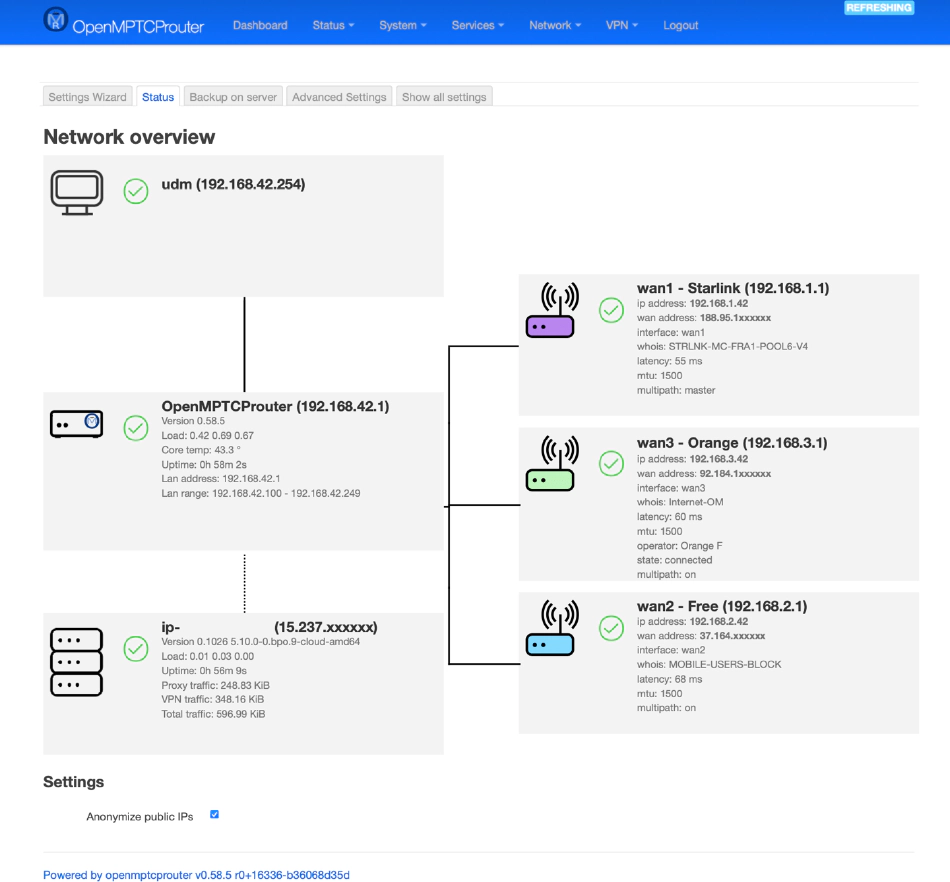 OpenMPTCProuter Dashboard Status System Services Network VPN Logout REFRESHING
Settings Wizard Status Backup on server Advanced Settings Show all settings
Network overview
udm (192.168.42.254)
wan1 - Starlink (192.168.1.1)
ip address: 192.168.1.42
wan address: 188.95.1xxxxxx
interface: wan1
whois: STRLNK-MC-FRA1-POOL6-V4
latency: 55 ms
mtu: 1500
multipath: master
OpenMPTCProuter (192.168.42.1)
Version 0.58.5
Load: 0.42 0.69 0.67
Core temp: 43.3 °
Uptime: 0h 58m 2s
Lan address: 192.168.42.1
Lan range: 192.168.42.100 - 192.168.42.249
wan3 - Orange (192.168.3.1)
ip address: 192.168.3.42
wan address: 92.184.1xxxxxx
interface: wan3
whois: Internet-OM
latency: 60 ms
mtu: 1500
operator: Orange F
state: connected
multipath: on
ip- (15.237.xxxxxx)
Version 0.1026 5.10.0-0.bpo.9-cloud-amd64
Load: 0.01 0.03 0.00
Uptime: 0h 56m 9s
Proxy traffic: 248.83 KiB
VPN traffic: 348.16 KiB
Total traffic: 596.99 KiB
wan2 - Free (192.168.2.1)
ip address: 192.168.2.42
wan address: 37.164.xxxxxx
interface: wan2
whois: MOBILE-USERS-BLOCK
latency: 68 ms
mtu: 1500
multipath: on
Settings
Anonymize public IPs
Powered by openmptcprouter v0.58.5 r0+16336-b36068d35d